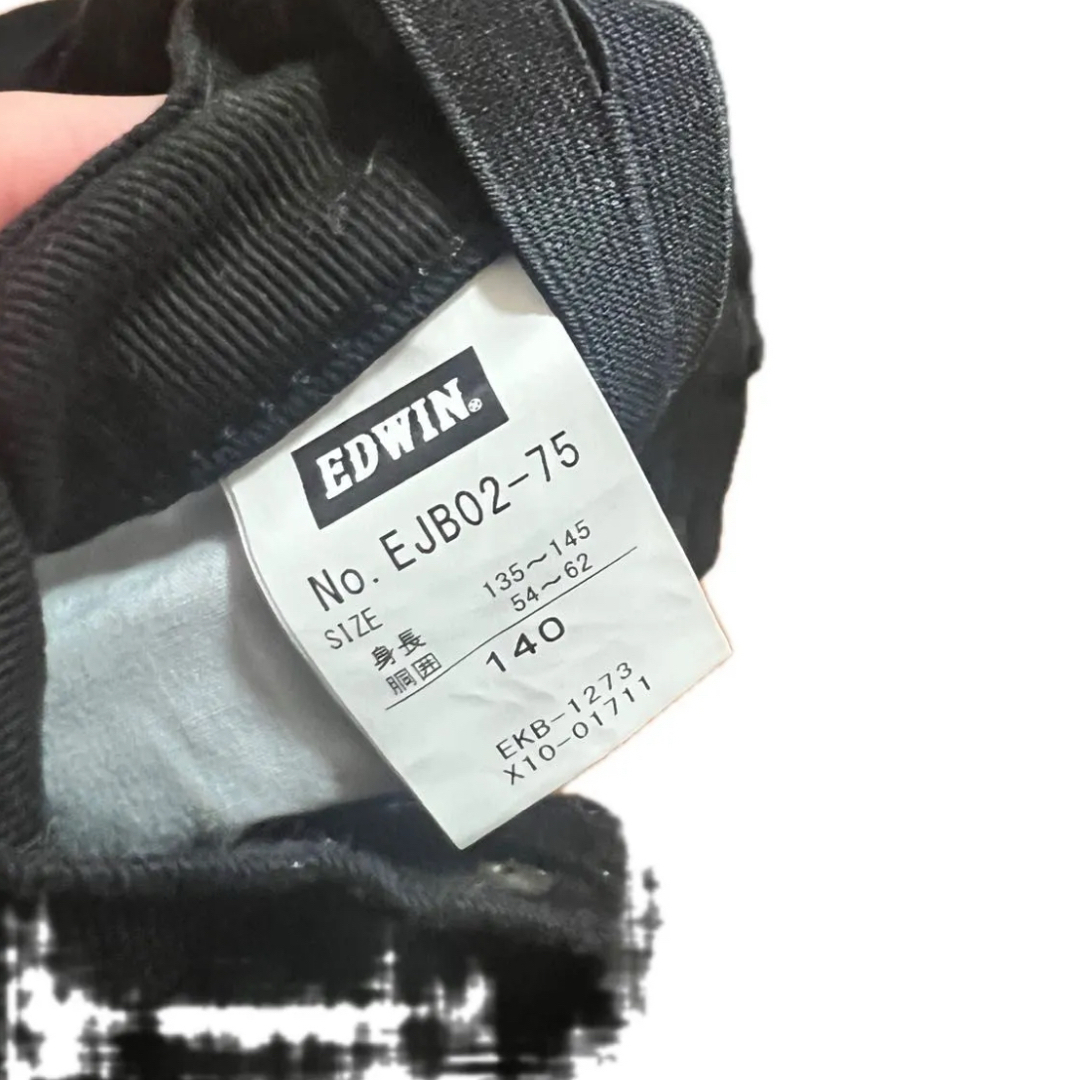 EDWIN®
No. EJB02-75
SIZE
身長 135～145
胴囲 54～62
140
EKB-1273
X10-01711